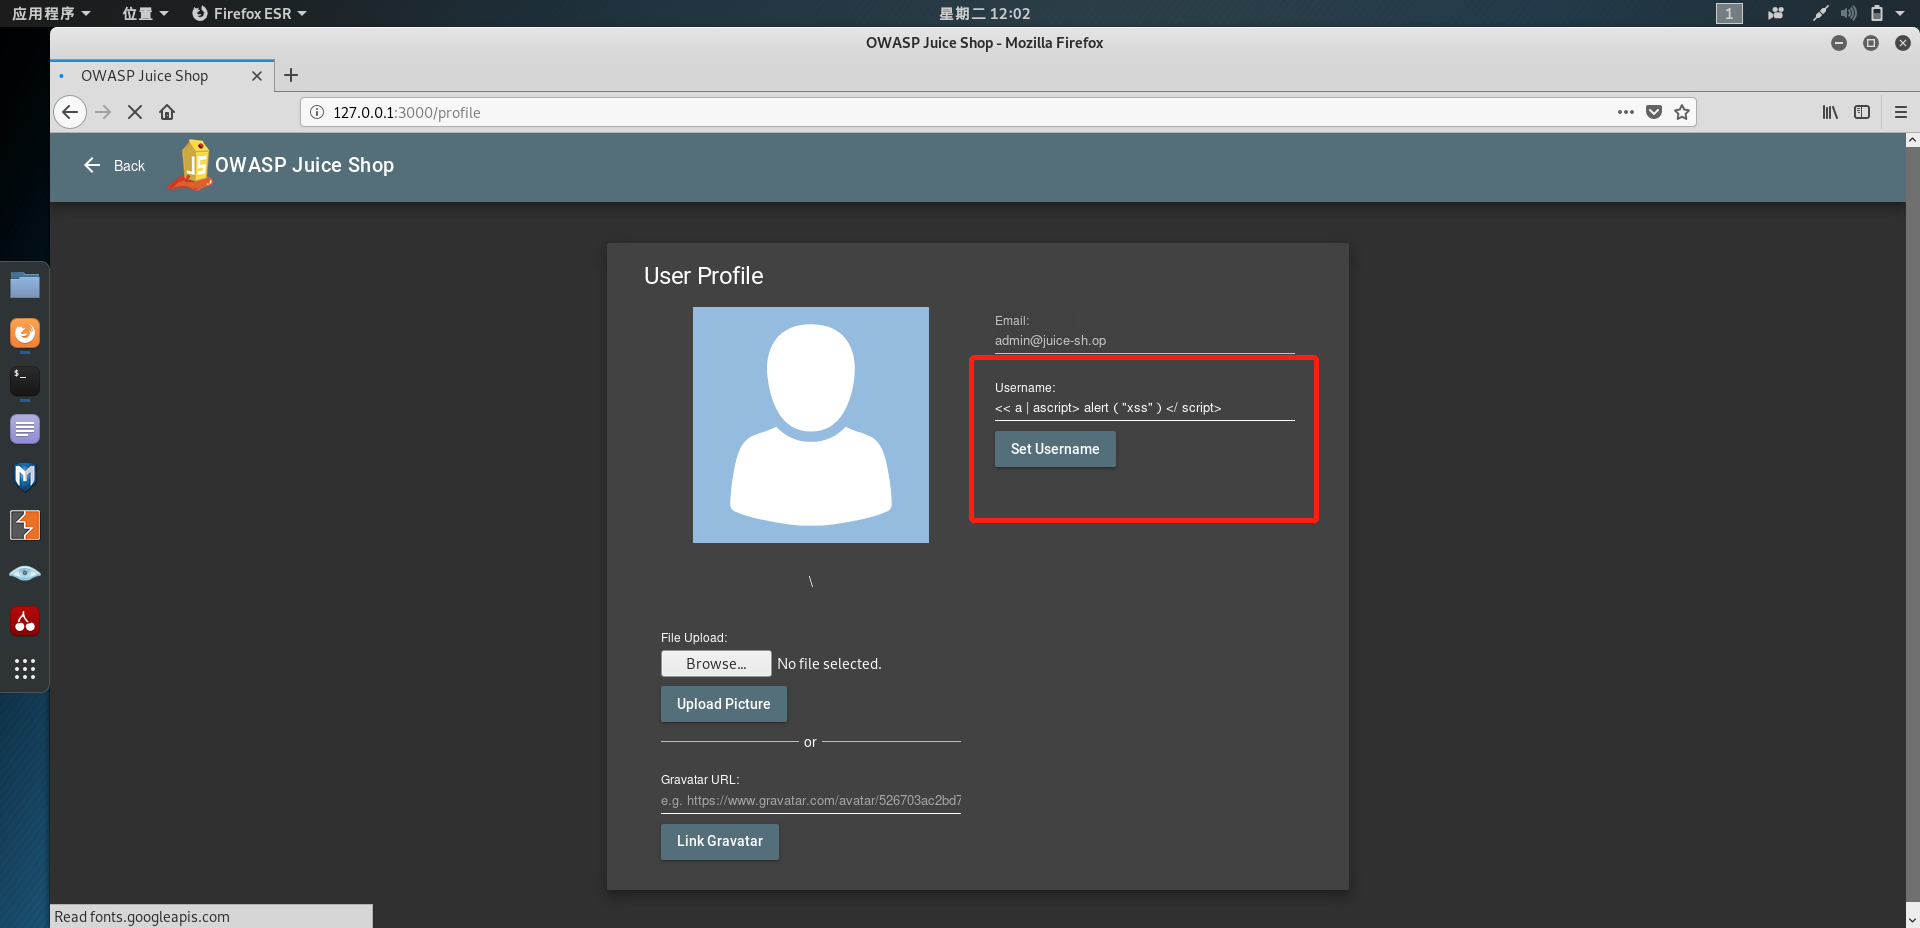 应用程序 位置 Firefox ESR 星期二 12:02 1
OWASP Juice Shop - Mozilla Firefox
OWASP Juice Shop
127.0.0.1:3000/profile
Back JS OWASP Juice Shop
User Profile
Email:
admin@juice-sh.op
Username:
<< a | ascript> alert ( "xss" ) </ script>
Set Username
\
File Upload:
Browse... No file selected.
Upload Picture
or
Gravatar URL:
e.g. https://www.gravatar.com/avatar/526703ac2bd7
Link Gravatar
Read fonts.googleapis.com